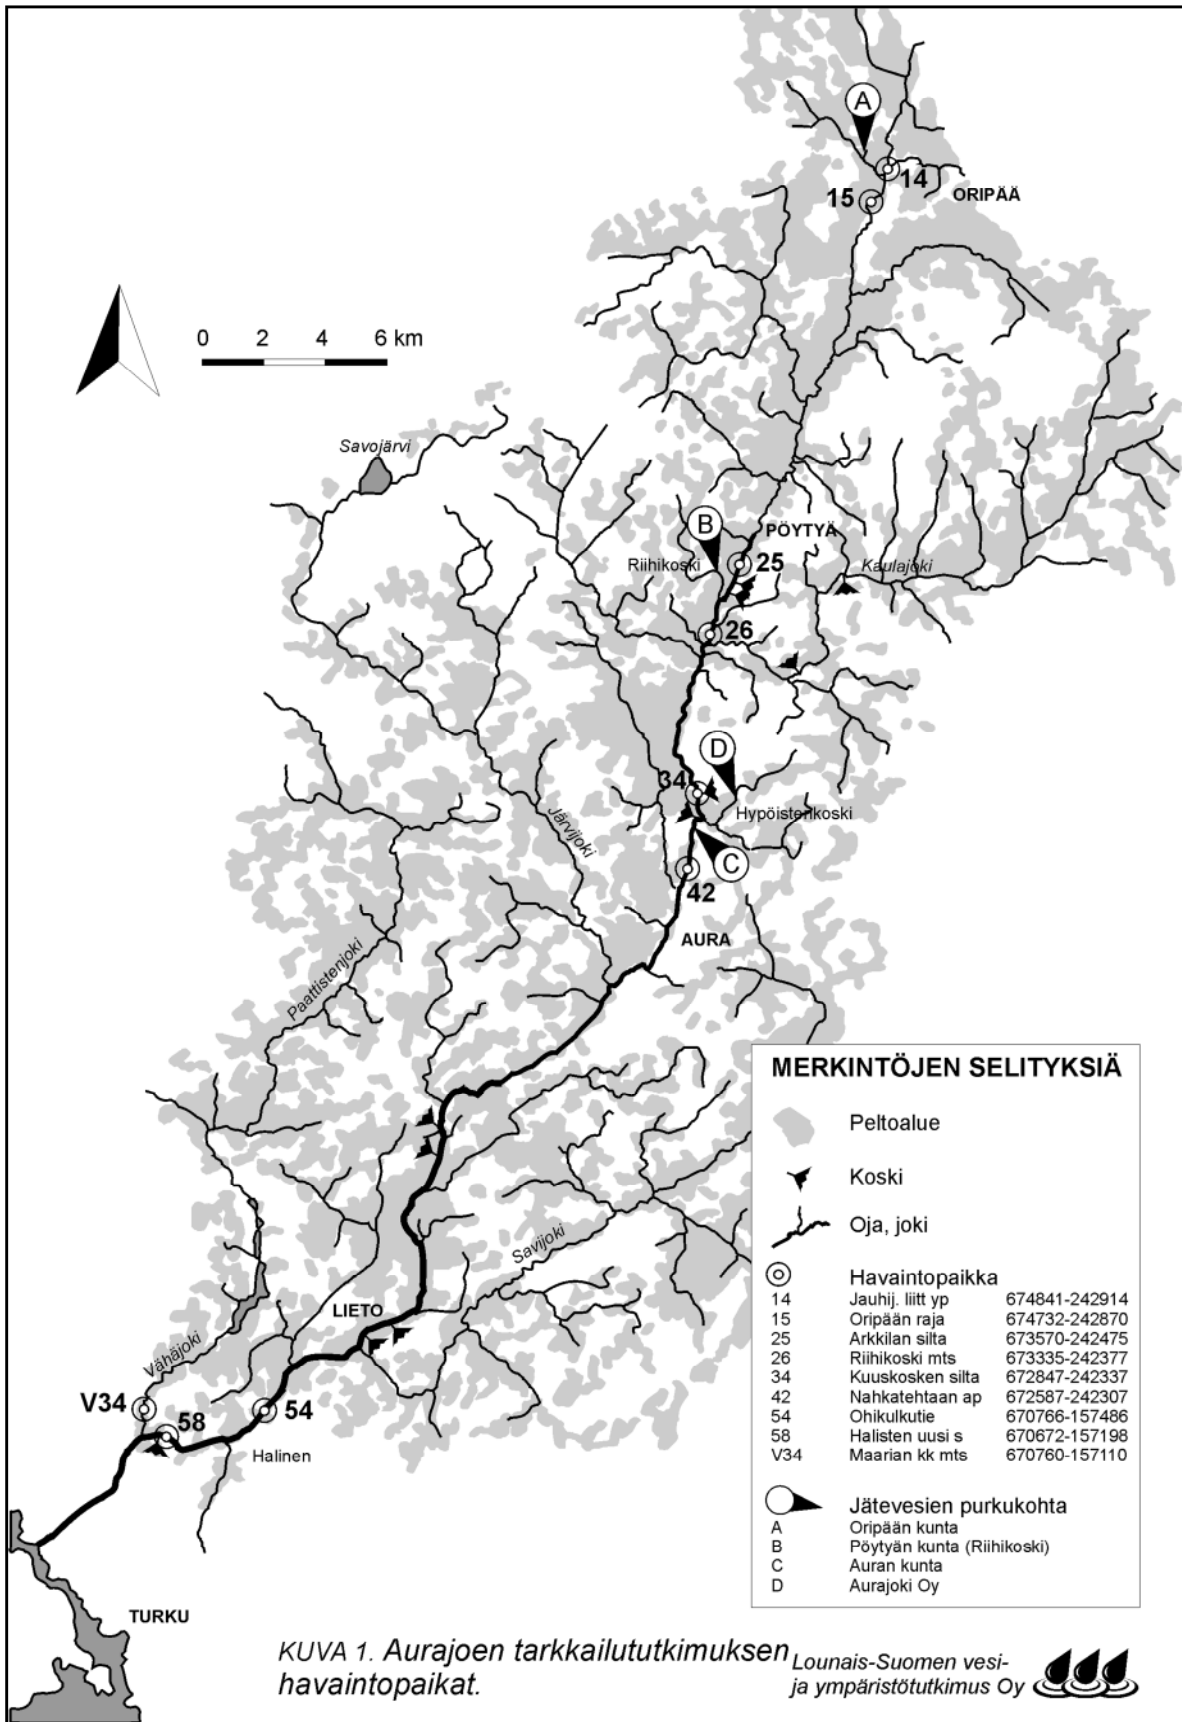 A
14
15
ORIPÄÄ
0 2 4 6 km
Savojärvi
B
PÖYTYÄ
Riihikoski
25
Kaulajoki
26
D
34
Hypöistenkoski
Järvijoki
C
42
AURA
Paattistenjoki
Savijoki
LIETO
Vähäjoki
V34
58
54
Halinen
TURKU
MERKINTÖJEN SELITYKSIÄ
Peltoalue
Koski
Oja, joki
Havaintopaikka
14 Jauhij. liitt yp 674841-242914
15 Oripään raja 674732-242870
25 Arkkilan silta 673570-242475
26 Riihikoski mts 673335-242377
34 Kuuskosken silta 672847-242337
42 Nahkatehtaan ap 672587-242307
54 Ohikulkutie 670766-157486
58 Halisten uusi s 670672-157198
V34 Maarian kk mts 670760-157110
Jätevesien purkukohta
A Oripään kunta
B Pöytyän kunta (Riihikoski)
C Auran kunta
D Aurajoki Oy
KUVA 1. Aurajoen tarkkailututkimuksen
havaintopaikat.
Lounais-Suomen vesi-
ja ympäristötutkimus Oy